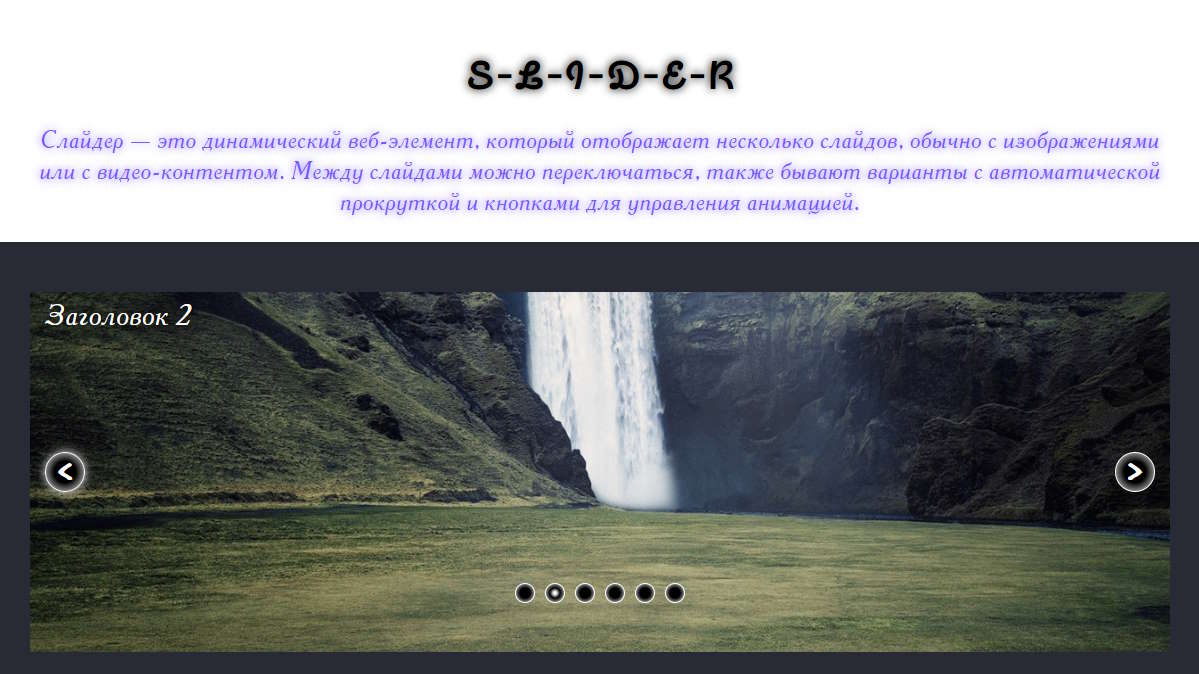 S-L-I-D-E-R
Слайдер — это динамический веб-элемент, который отображает несколько слайдов, обычно с изображениями
или с видео-контентом. Между слайдами можно переключаться, также бывают варианты с автоматической
прокруткой и кнопками для управления анимацией.
Заголовок 2